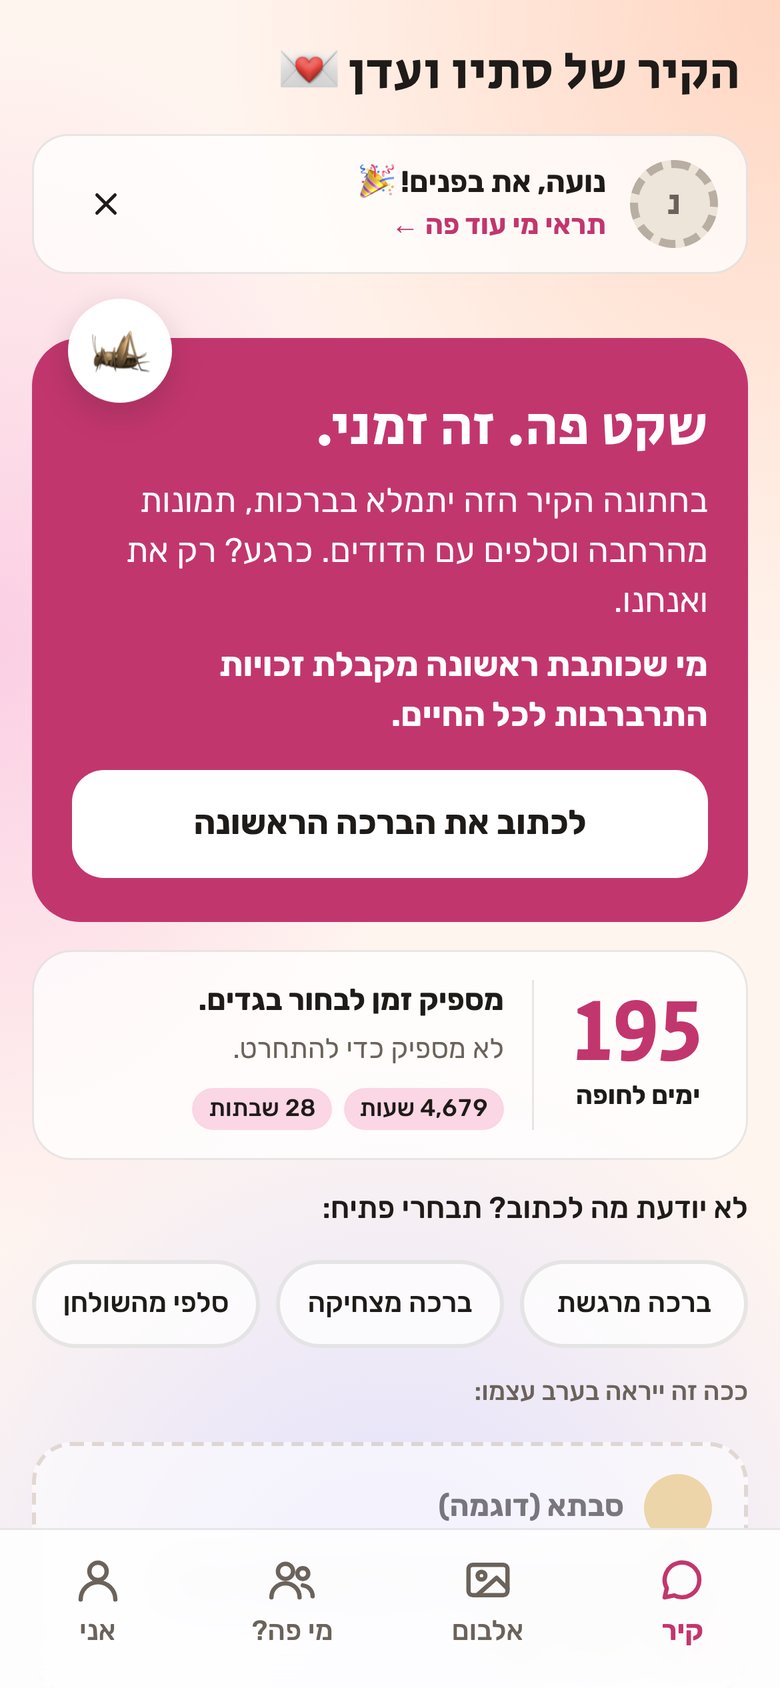 הקיר של סתיו ועדן 💌
נ
נועה, את בפנים! 🎉
תראי מי עוד פה ←
שקט פה. זה זמני.
בחתונה הקיר הזה יתמלא בברכות, תמונות
מהרחבה וסלפים עם הדודים. כרגע? רק את
ואנחנו.
מי שכותבת ראשונה מקבלת זכויות
התרברבות לכל החיים.
לכתוב את הברכה הראשונה
195
ימים לחופה
מספיק זמן לבחור בגדים.
לא מספיק כדי להתחרט.
4,679 שעות
28 שבתות
לא יודעת מה לכתוב? תבחרי פתיח:
ברכה מרגשת
ברכה מצחיקה
סלפי מהשולחן
ככה זה ייראה בערב עצמו:
סבתא (דוגמה)
קיר
אלבום
מי פה?
אני